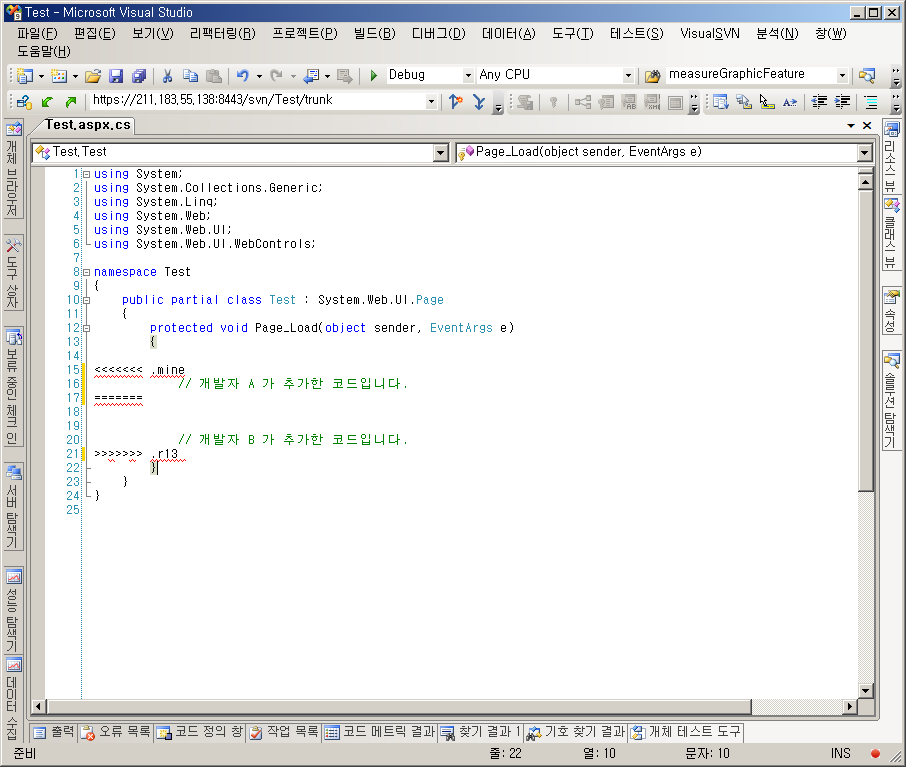 Test - Microsoft Visual Studio
파일(F) 편집(E) 보기(V) 리팩터링(R) 프로젝트(P) 빌드(B) 디버그(D) 데이터(A) 도구(T) 테스트(S) VisualSVN 분석(N) 창(W)
도움말(H)
Debug Any CPU measureGraphicFeature
https://211.183.55.138:8443/svn/Test/trunk
Test.aspx.cs
Test.Test Page_Load(object sender, EventArgs e)
개체 브라우저
도구 상자
보류 중인 체크 인
서버 탐색기
성능 탐색기
데이터 수집
1 using System;
2 using System.Collections.Generic;
3 using System.Linq;
4 using System.Web;
5 using System.Web.UI;
6 using System.Web.UI.WebControls;
7
8 namespace Test
9 {
10 public partial class Test : System.Web.UI.Page
11 {
12 protected void Page_Load(object sender, EventArgs e)
13 {
14
15 <<<<<<< .mine
16 // 개발자 A 가 추가한 코드입니다.
17 =======
18
19
20 // 개발자 B 가 추가한 코드입니다.
21 >>>>>>> .r13
22 }
23 }
24 }
25
리소스 뷰
클래스 뷰
속성
솔루션 탐색기
출력 오류 목록 코드 정의 창 작업 목록 코드 메트릭 결과 찾기 결과 1 기호 찾기 결과 개체 테스트 도구
준비 줄: 22 열: 10 문자: 10 INS